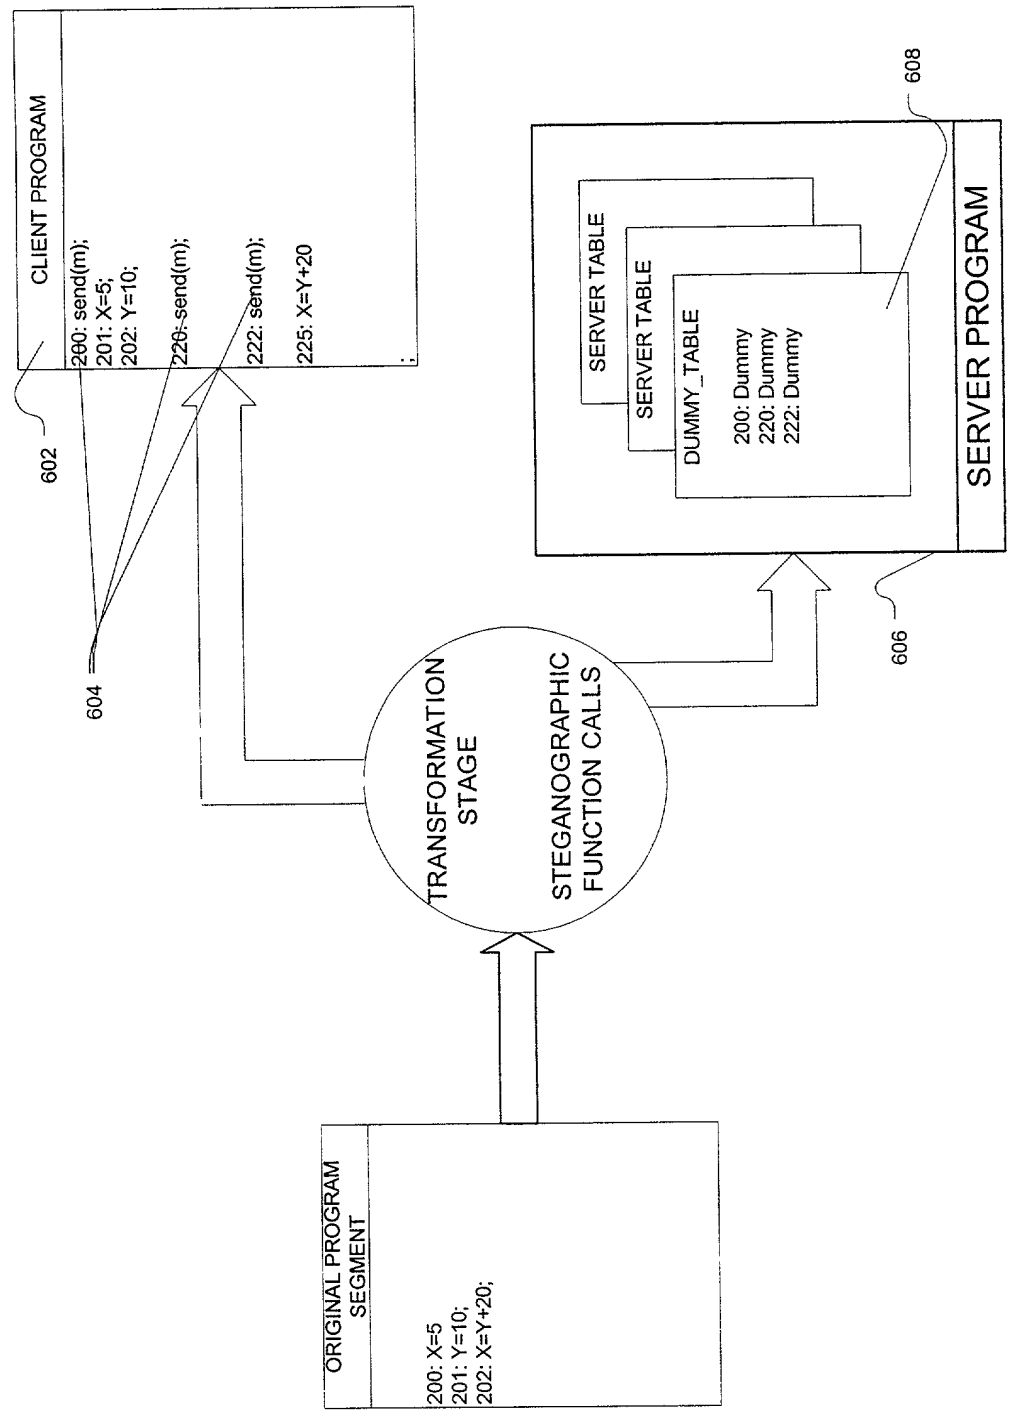 ORIGINAL PROGRAM
SEGMENT
200: X=5
201: Y=10;
202: X=Y+20;
TRANSFORMATION
STAGE
STEGANOGRAPHIC
FUNCTION CALLS
CLIENT PROGRAM
200: send(m);
201: X=5;
202: Y=10;
220: send(m);
222: send(m);
225: X=Y+20
;
602
604
SERVER TABLE
SERVER TABLE
DUMMY_TABLE
200: Dummy
220: Dummy
222: Dummy
SERVER PROGRAM
606
608